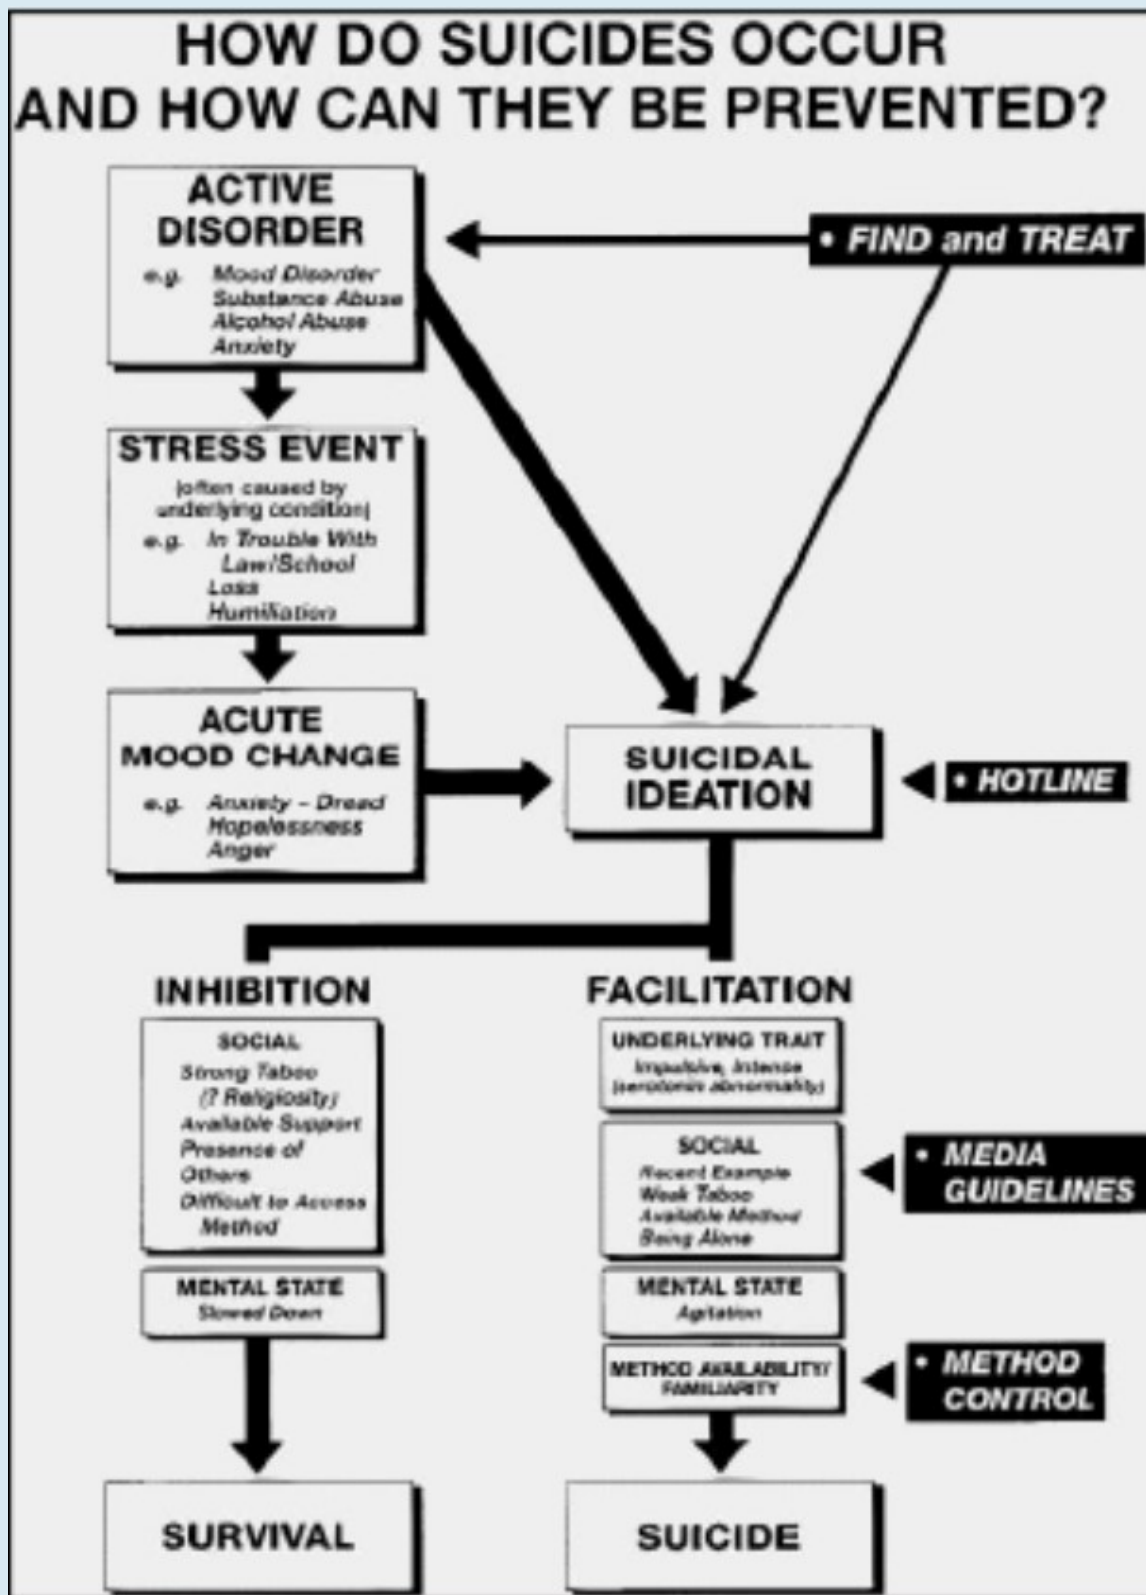 HOW DO SUICIDES OCCUR
AND HOW CAN THEY BE PREVENTED?
ACTIVE
DISORDER
e.g. Mood Disorder
Substance Abuse
Alcohol Abuse
Anxiety
• FIND and TREAT
STRESS EVENT
(often caused by
underlying condition)
e.g. In Trouble With
Law/School
Loss
Humiliation
ACUTE
MOOD CHANGE
e.g. Anxiety – Dread
Hopelessness
Anger
SUICIDAL
IDEATION
• HOTLINE
INHIBITION
SOCIAL
Strong Taboo
(? Religiosity)
Available Support
Presence of
Others
Difficult to Access
Method
MENTAL STATE
Slowed Down
SURVIVAL
FACILITATION
UNDERLYING TRAIT
Impulsive, Intense
(serotonin abnormality)
SOCIAL
Recent Example
Weak Taboo
Available Method
Being Alone
• MEDIA
GUIDELINES
MENTAL STATE
Agitation
METHOD AVAILABILITY/
FAMILIARITY
• METHOD
CONTROL
SUICIDE